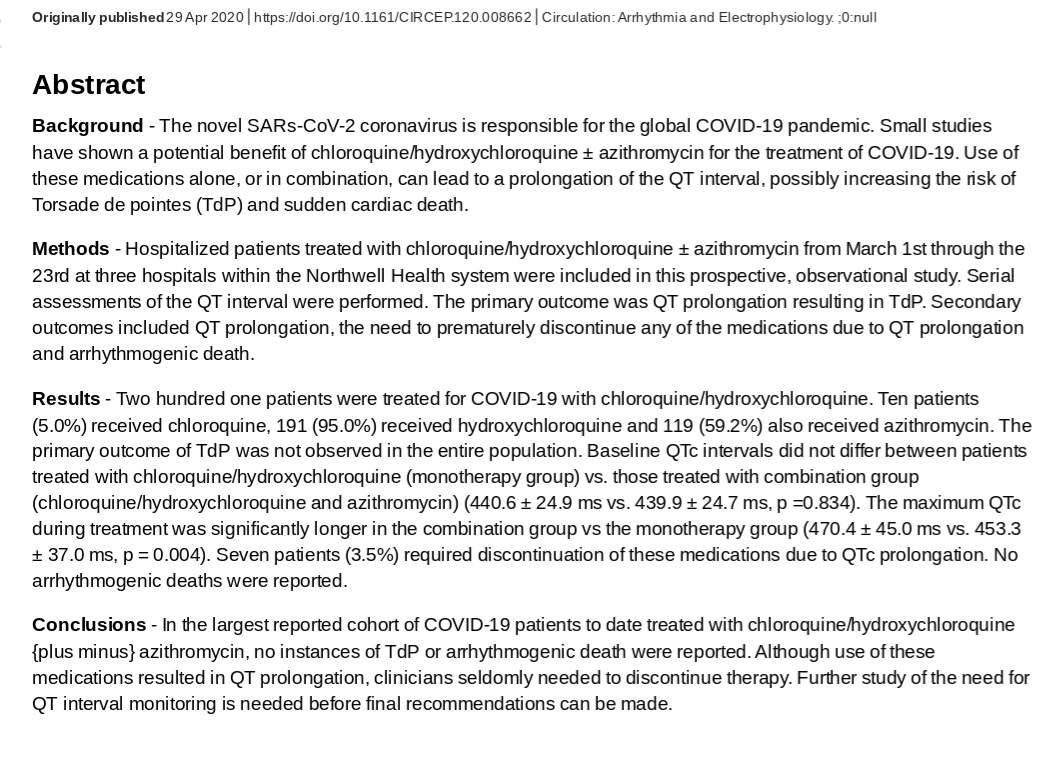 Originally published 29 Apr 2020 | https://doi.org/10.1161/CIRCEP.120.008662 | Circulation: Arrhythmia and Electrophysiology. ;0:null
Abstract
Background - The novel SARs-CoV-2 coronavirus is responsible for the global COVID-19 pandemic. Small studies
have shown a potential benefit of chloroquine/hydroxychloroquine ± azithromycin for the treatment of COVID-19. Use of
these medications alone, or in combination, can lead to a prolongation of the QT interval, possibly increasing the risk of
Torsade de pointes (TdP) and sudden cardiac death.
Methods - Hospitalized patients treated with chloroquine/hydroxychloroquine ± azithromycin from March 1st through the
23rd at three hospitals within the Northwell Health system were included in this prospective, observational study. Serial
assessments of the QT interval were performed. The primary outcome was QT prolongation resulting in TdP. Secondary
outcomes included QT prolongation, the need to prematurely discontinue any of the medications due to QT prolongation
and arrhythmogenic death.
Results - Two hundred one patients were treated for COVID-19 with chloroquine/hydroxychloroquine. Ten patients
(5.0%) received chloroquine, 191 (95.0%) received hydroxychloroquine and 119 (59.2%) also received azithromycin. The
primary outcome of TdP was not observed in the entire population. Baseline QTc intervals did not differ between patients
treated with chloroquine/hydroxychloroquine (monotherapy group) vs. those treated with combination group
(chloroquine/hydroxychloroquine and azithromycin) (440.6 ± 24.9 ms vs. 439.9 ± 24.7 ms, p =0.834). The maximum QTc
during treatment was significantly longer in the combination group vs the monotherapy group (470.4 ± 45.0 ms vs. 453.3
± 37.0 ms, p = 0.004). Seven patients (3.5%) required discontinuation of these medications due to QTc prolongation. No
arrhythmogenic deaths were reported.
Conclusions - In the largest reported cohort of COVID-19 patients to date treated with chloroquine/hydroxychloroquine
{plus minus} azithromycin, no instances of TdP or arrhythmogenic death were reported. Although use of these
medications resulted in QT prolongation, clinicians seldomly needed to discontinue therapy. Further study of the need for
QT interval monitoring is needed before final recommendations can be made.